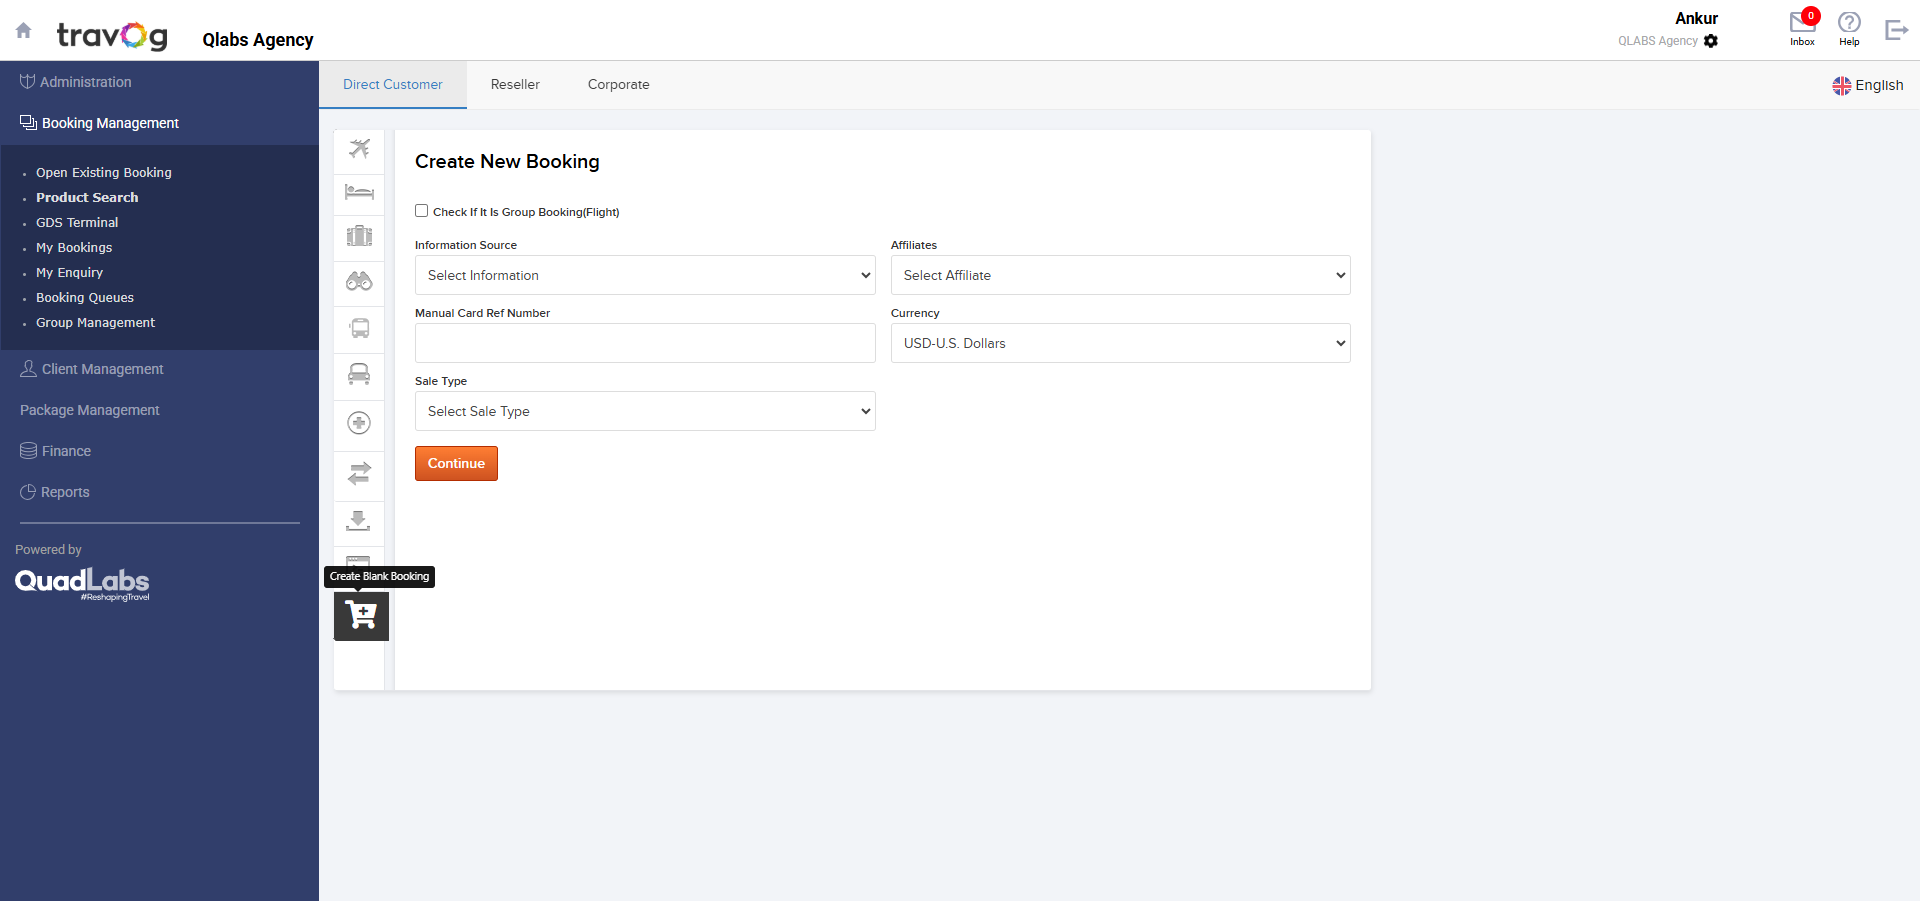 travog
Qlabs Agency
Ankur
QLABS Agency
0
Inbox
Help
Administration
Booking Management
Open Existing Booking
Product Search
GDS Terminal
My Bookings
My Enquiry
Booking Queues
Group Management
Client Management
Package Management
Finance
Reports
Powered by
QuadLabs
#ReshapingTravel
Direct Customer
Reseller
Corporate
English
Create New Booking
Check If It Is Group Booking(Flight)
Information Source
Affiliates
Select Information
Select Affiliate
Manual Card Ref Number
Currency
USD-U.S. Dollars
Sale Type
Select Sale Type
Continue
Create Blank Booking